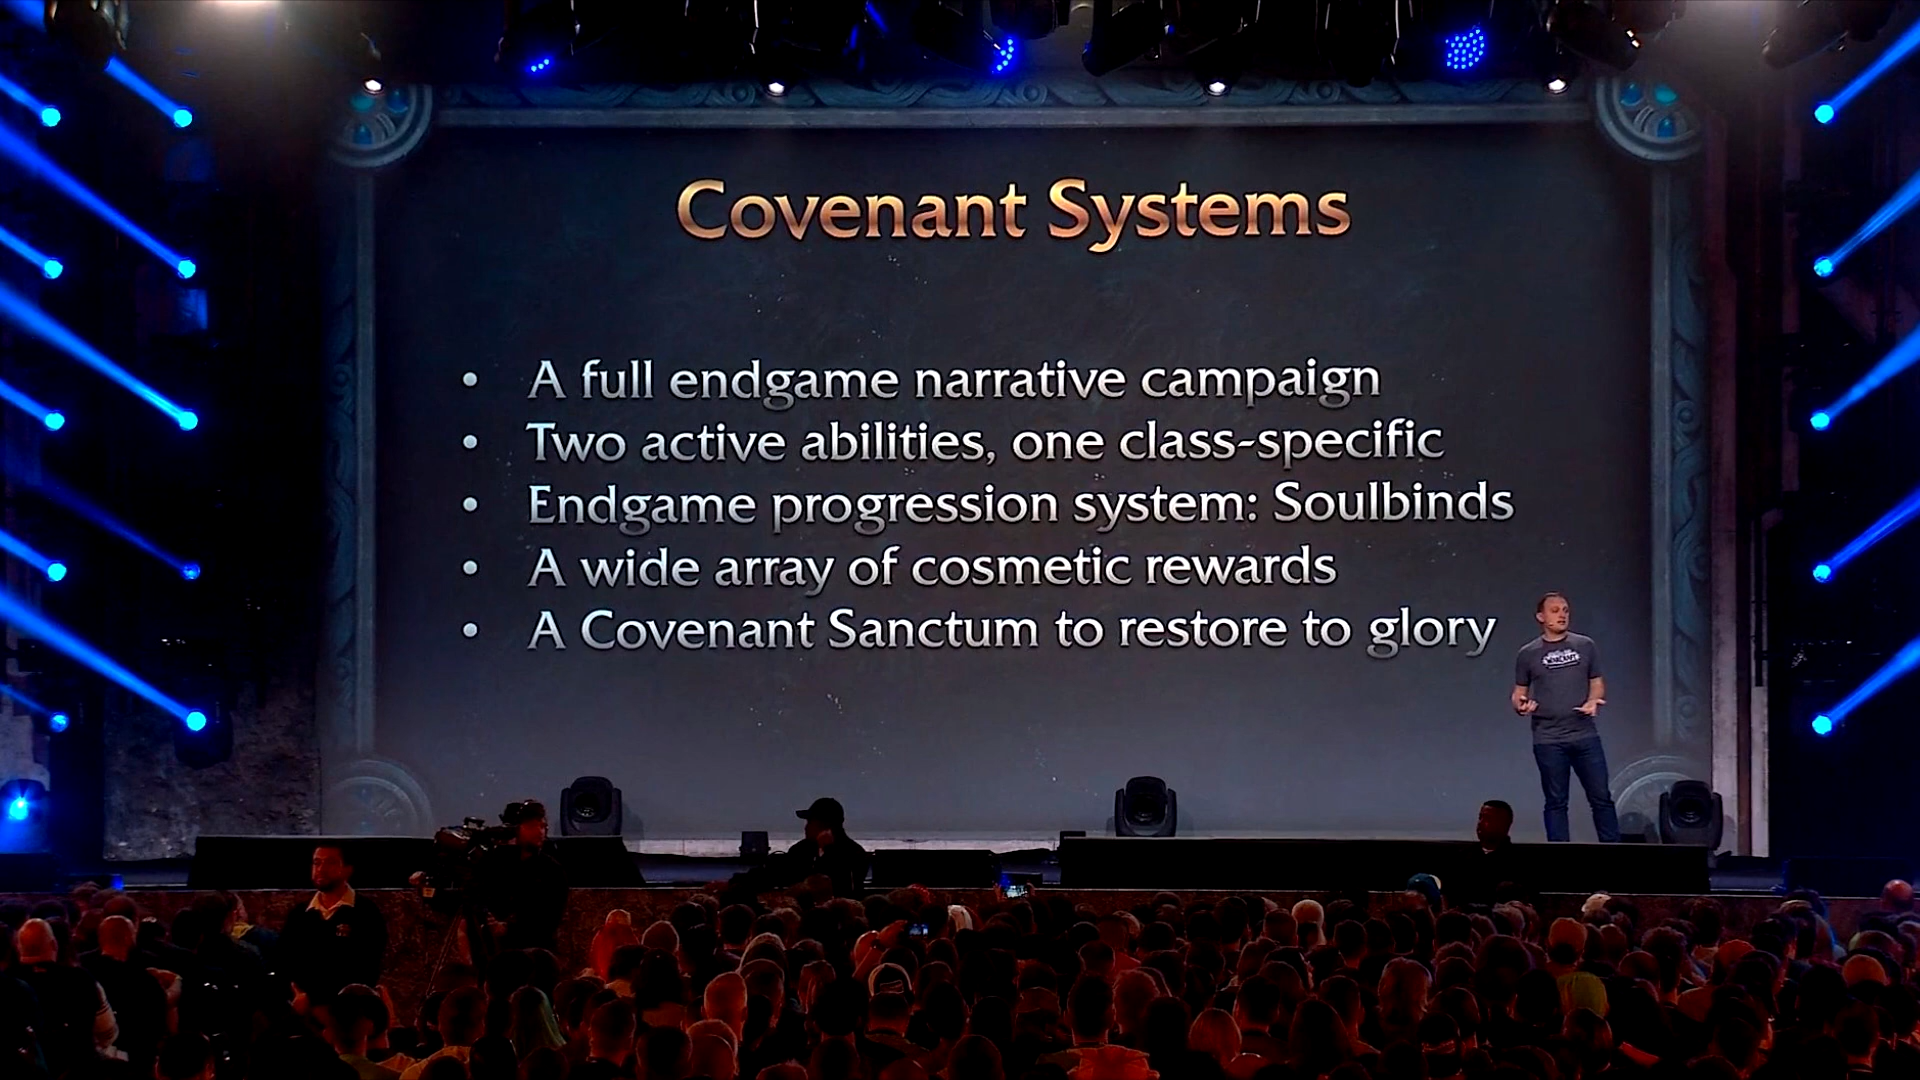 Covenant Systems
• A full endgame narrative campaign
• Two active abilities, one class-specific
• Endgame progression system: Soulbinds
• A wide array of cosmetic rewards
• A Covenant Sanctum to restore to glory